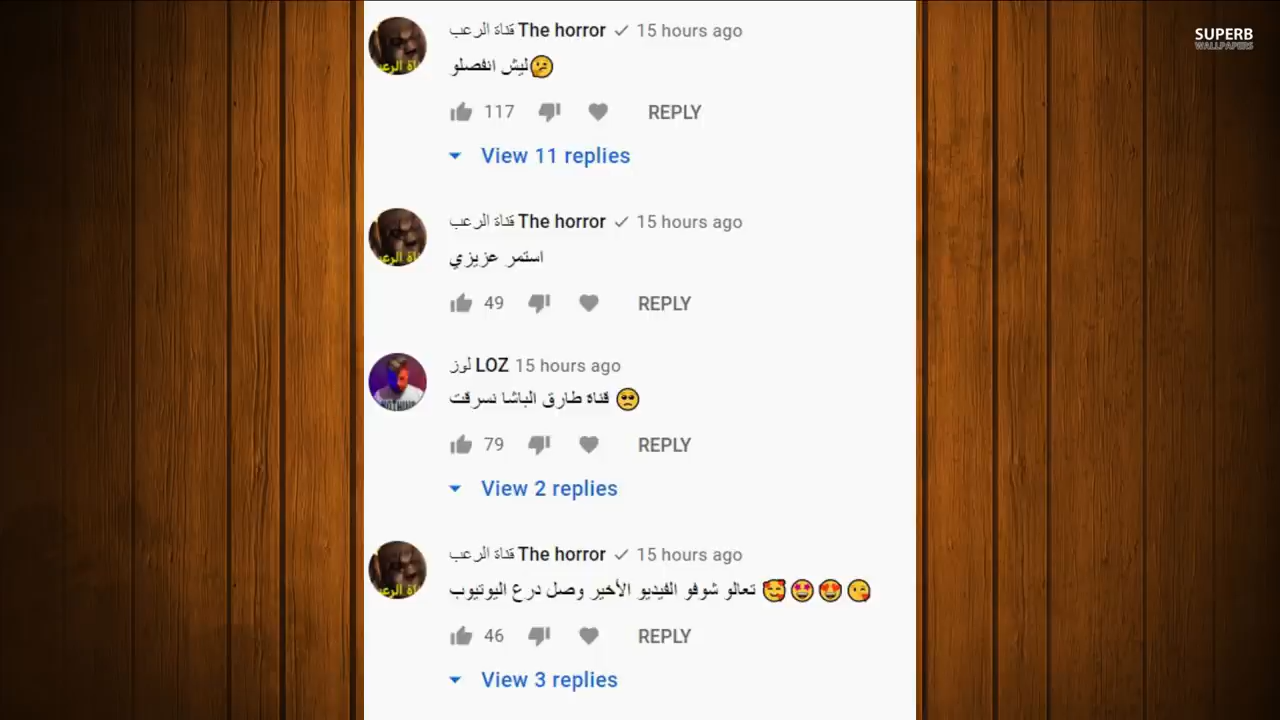 SUPERB
WALLPAPERS
قناة الرعب The horror ✓ 15 hours ago
ليش انفصلو🫤
117 REPLY
View 11 replies
قناة الرعب The horror ✓ 15 hours ago
استمر عزيزي
49 REPLY
لوز LOZ 15 hours ago
قناه طارق الباشا نسرقت 🥺
79 REPLY
View 2 replies
قناة الرعب The horror ✓ 15 hours ago
تعالو شوفو الفيديو الأخير وصل درع اليوتيوب 🥰🤩😍😘
46 REPLY
View 3 replies